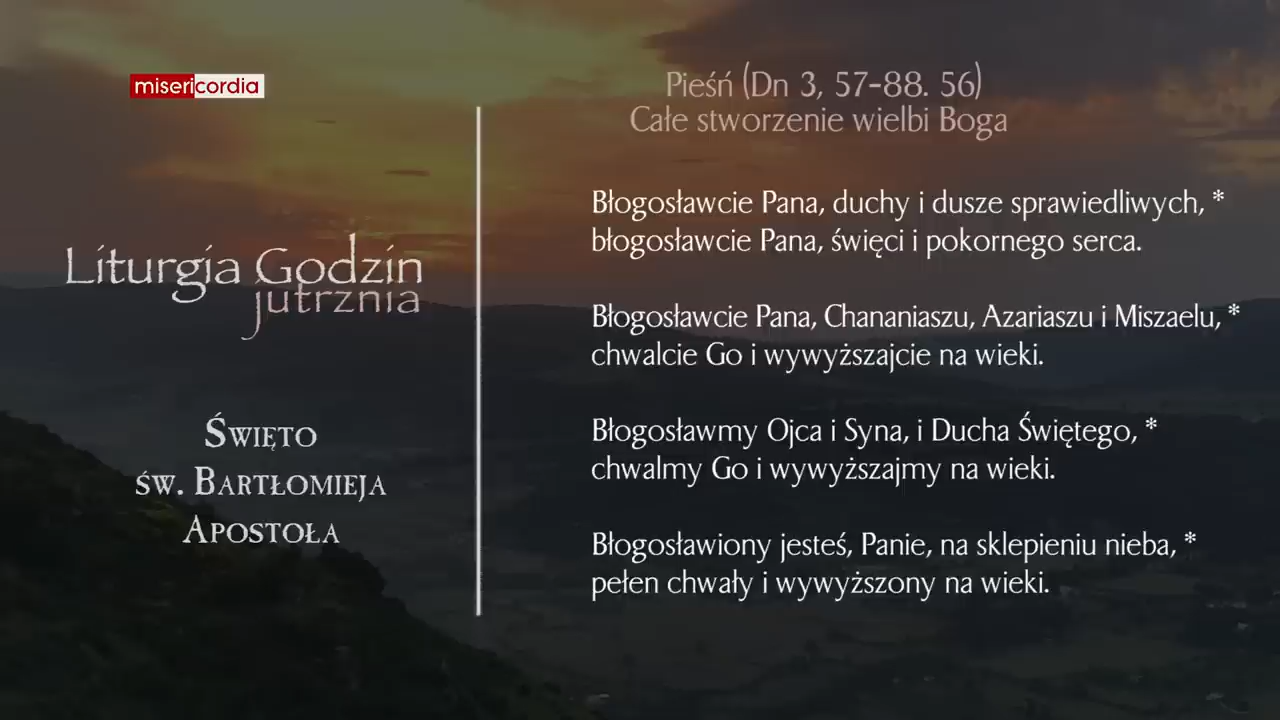 misericordia
Liturgia Godzin
jutrznia
Święto
św. Bartłomieja
Apostoła
Pieśń (Dn 3, 57-88. 56)
Całe stworzenie wielbi Boga
Błogosławcie Pana, duchy i dusze sprawiedliwych, *
błogosławcie Pana, święci i pokornego serca.
Błogosławcie Pana, Chananiaszu, Azariaszu i Miszaelu, *
chwalcie Go i wywyższajcie na wieki.
Błogosławmy Ojca i Syna, i Ducha Świętego, *
chwalmy Go i wywyższajmy na wieki.
Błogosławiony jesteś, Panie, na sklepieniu nieba, *
pełen chwały i wywyższony na wieki.